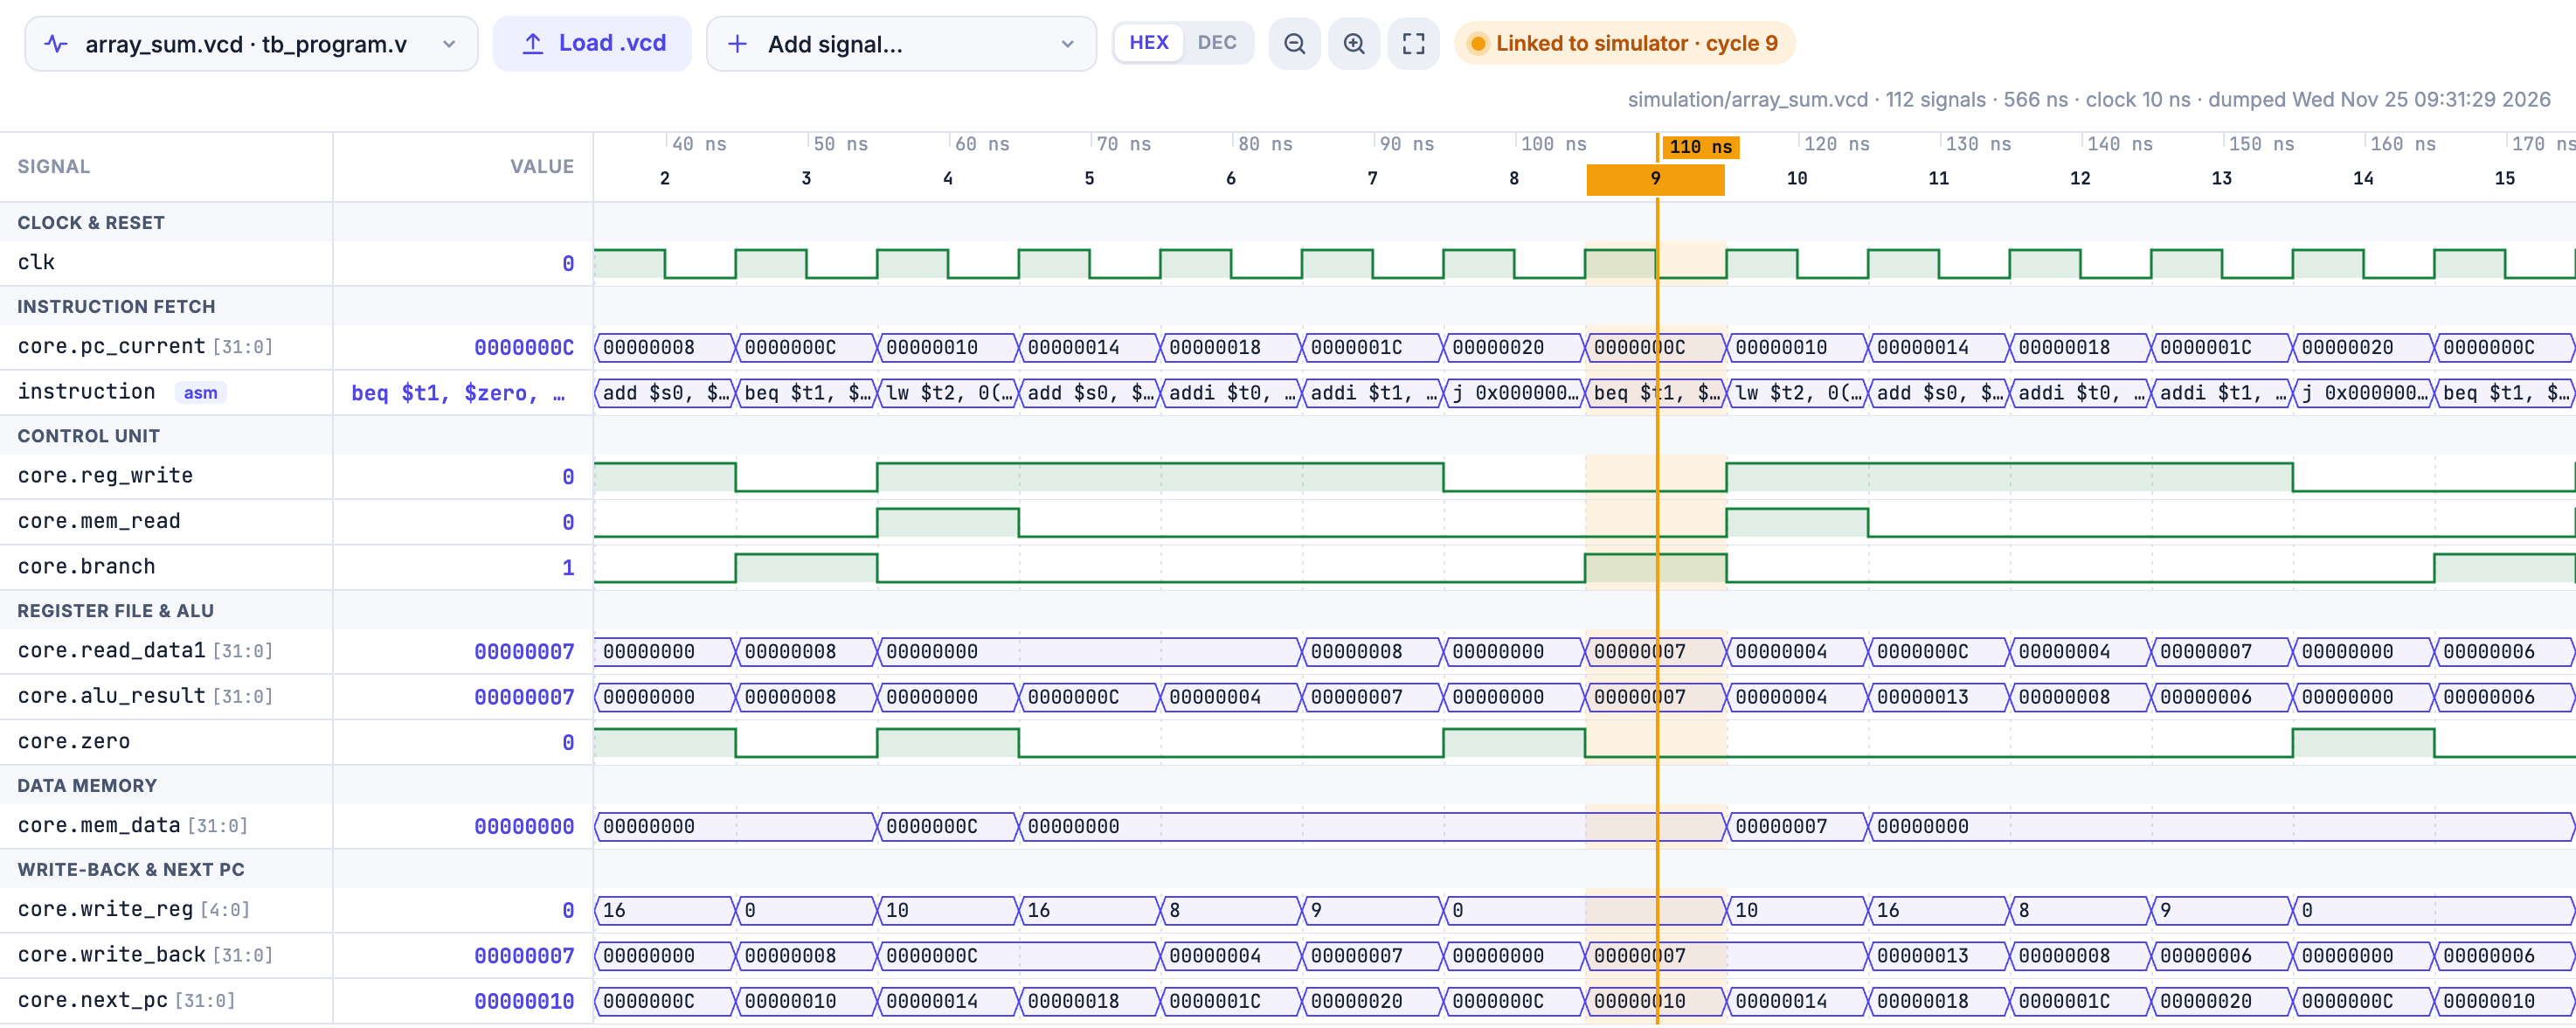 array_sum.vcd · tb_program.v Load .vcd Add signal... HEX DEC Linked to simulator · cycle 9
simulation/array_sum.vcd · 112 signals · 566 ns · clock 10 ns · dumped Wed Nov 25 09:31:29 2026
SIGNAL VALUE 40 ns 50 ns 60 ns 70 ns 80 ns 90 ns 100 ns 110 ns 120 ns 130 ns 140 ns 150 ns 160 ns 170 ns
2 3 4 5 6 7 8 9 10 11 12 13 14 15
CLOCK & RESET
clk 0
INSTRUCTION FETCH
core.pc_current [31:0] 0000000C 00000008 0000000C 00000010 00000014 00000018 0000001C 00000020 0000000C 00000010 00000014 00000018 0000001C 00000020 0000000C
instruction asm beq $t1, $zero, … add $s0, $… beq $t1, $… lw $t2, 0(… add $s0, $… addi $t0, … addi $t1, … j 0x000000… beq $t1, $… lw $t2, 0(… add $s0, $… addi $t0, … addi $t1, … j 0x000000… beq $t1, $…
CONTROL UNIT
core.reg_write 0
core.mem_read 0
core.branch 1
REGISTER FILE & ALU
core.read_data1 [31:0] 00000007 00000000 00000008 00000000 00000008 00000000 00000007 00000004 0000000C 00000004 00000007 00000000 00000006
core.alu_result [31:0] 00000007 00000000 00000008 00000000 0000000C 00000004 00000007 00000000 00000007 00000004 00000013 00000008 00000006 00000000 00000006
core.zero 0
DATA MEMORY
core.mem_data [31:0] 00000000 00000000 0000000C 00000000 00000007 00000000
WRITE-BACK & NEXT PC
core.write_reg [4:0] 0 16 0 10 16 8 9 0 10 16 8 9 0
core.write_back [31:0] 00000007 00000000 00000008 0000000C 00000004 00000007 00000000 00000007 00000013 00000008 00000006 00000000 00000006
core.next_pc [31:0] 00000010 0000000C 00000010 00000014 00000018 0000001C 00000020 0000000C 00000010 00000014 00000018 0000001C 00000020 0000000C 00000010